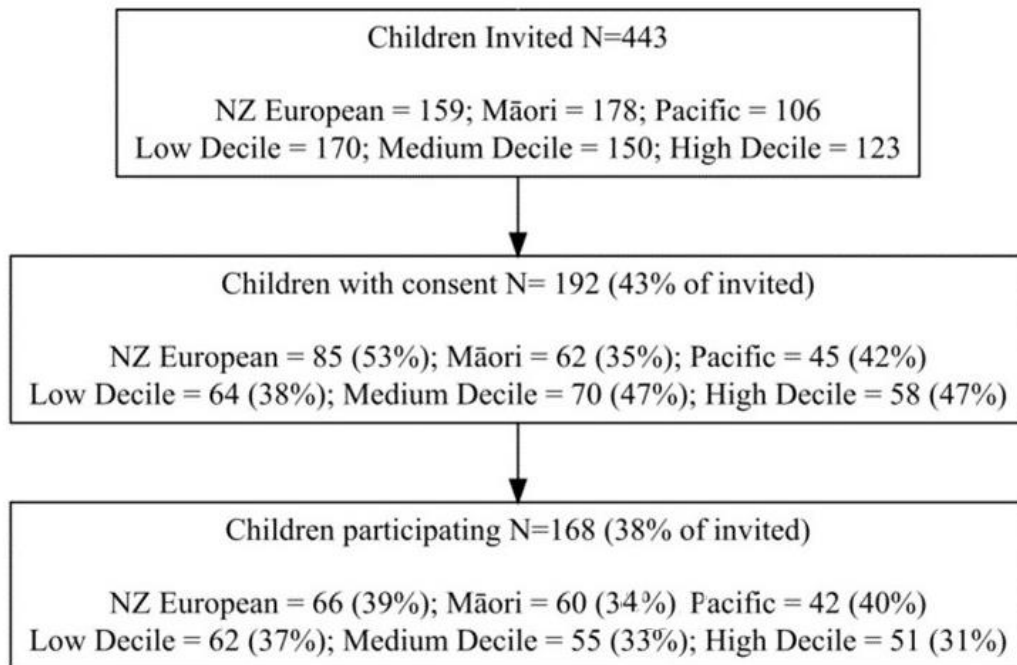 Children Invited N=443
NZ European = 159; Māori = 178; Pacific = 106
Low Decile = 170; Medium Decile = 150; High Decile = 123
Children with consent N= 192 (43% of invited)
NZ European = 85 (53%); Māori = 62 (35%); Pacific = 45 (42%)
Low Decile = 64 (38%); Medium Decile = 70 (47%); High Decile = 58 (47%)
Children participating N=168 (38% of invited)
NZ European = 66 (39%); Māori = 60 (34%) Pacific = 42 (40%)
Low Decile = 62 (37%); Medium Decile = 55 (33%); High Decile = 51 (31%)